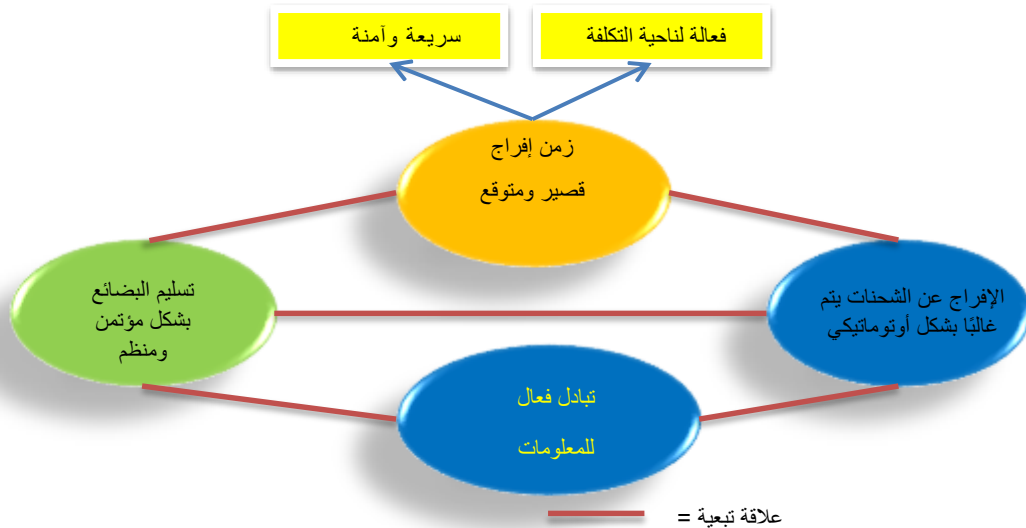 فعالة لناحية التكلفة
سريعة وآمنة
زمن إفراج
قصير ومتوقع
الإفراج عن الشحنات يتم
غالبًا بشكل أوتوماتيكي
تسليم البضائع
بشكل مؤتمن
ومنظم
تبادل فعال
للمعلومات
علاقة تبعية =